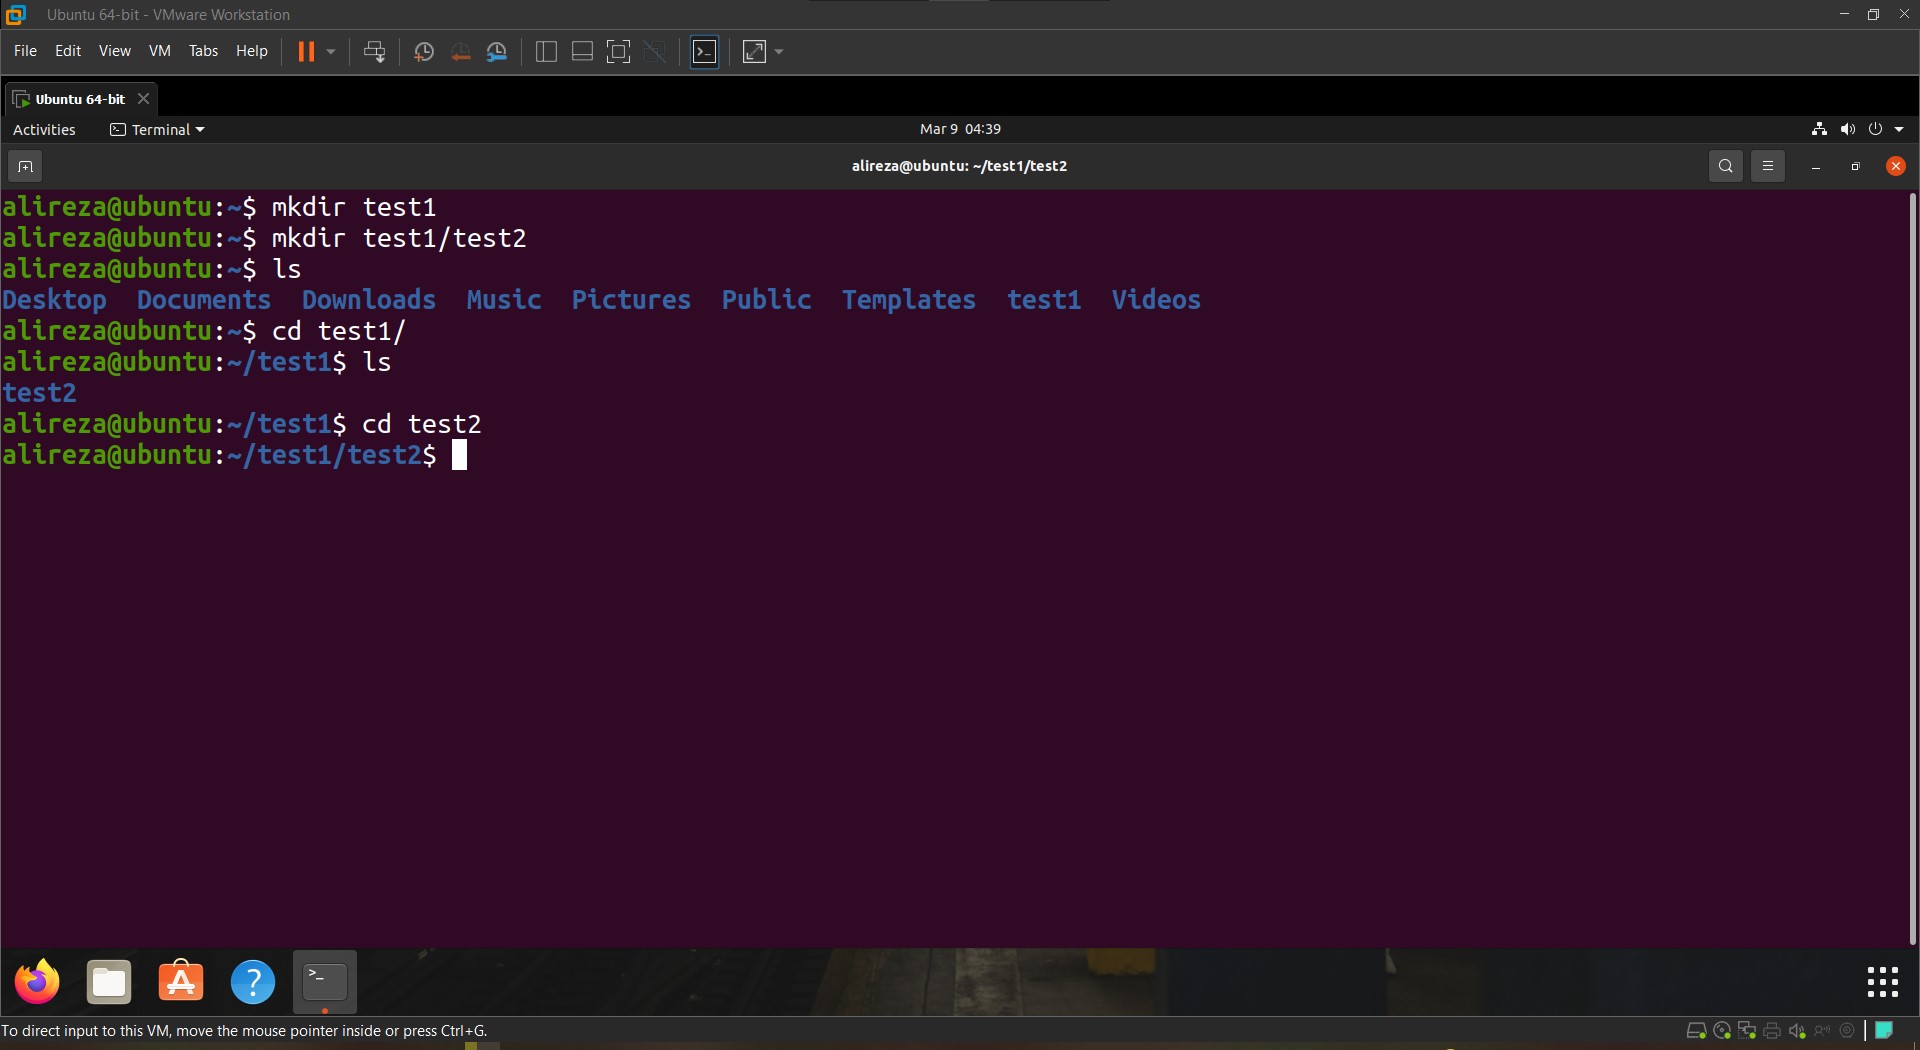 Ubuntu 64-bit - VMware Workstation
File Edit View VM Tabs Help
Ubuntu 64-bit
Activities Terminal Mar 9 04:39
alireza@ubuntu: ~/test1/test2
alireza@ubuntu:~$ mkdir test1
alireza@ubuntu:~$ mkdir test1/test2
alireza@ubuntu:~$ ls
Desktop Documents Downloads Music Pictures Public Templates test1 Videos
alireza@ubuntu:~$ cd test1/
alireza@ubuntu:~/test1$ ls
test2
alireza@ubuntu:~/test1$ cd test2
alireza@ubuntu:~/test1/test2$
To direct input to this VM, move the mouse pointer inside or press Ctrl+G.